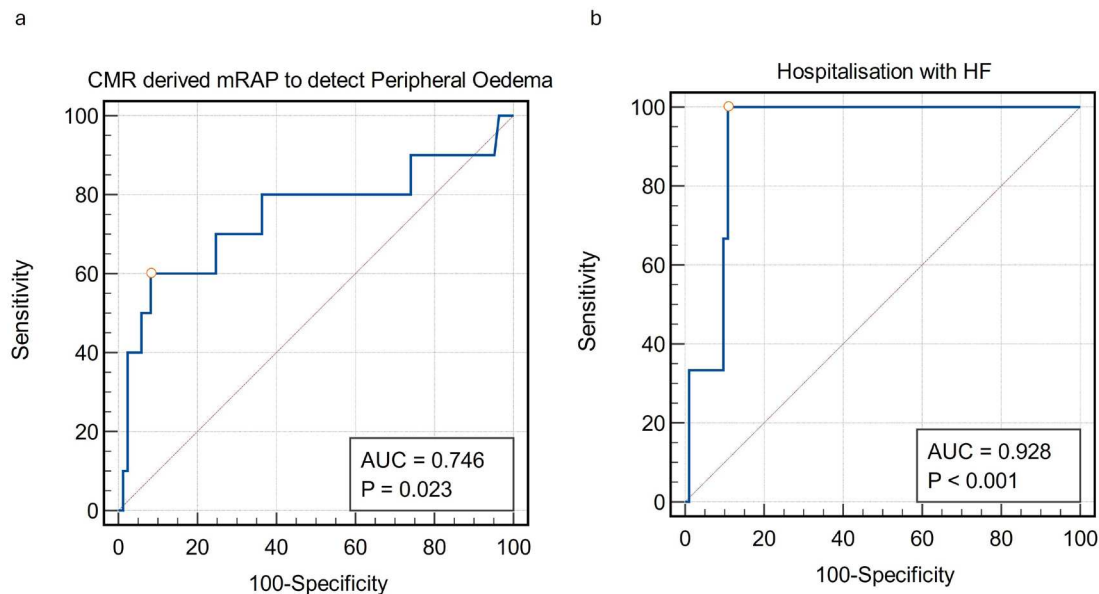 a
CMR derived mRAP to detect Peripheral Oedema
100
80
60
40
20
0
Sensitivity
AUC = 0.746
P = 0.023
0 20 40 60 80 100
100-Specificity
b
Hospitalisation with HF
100
80
60
40
20
0
Sensitivity
AUC = 0.928
P < 0.001
0 20 40 60 80 100
100-Specificity